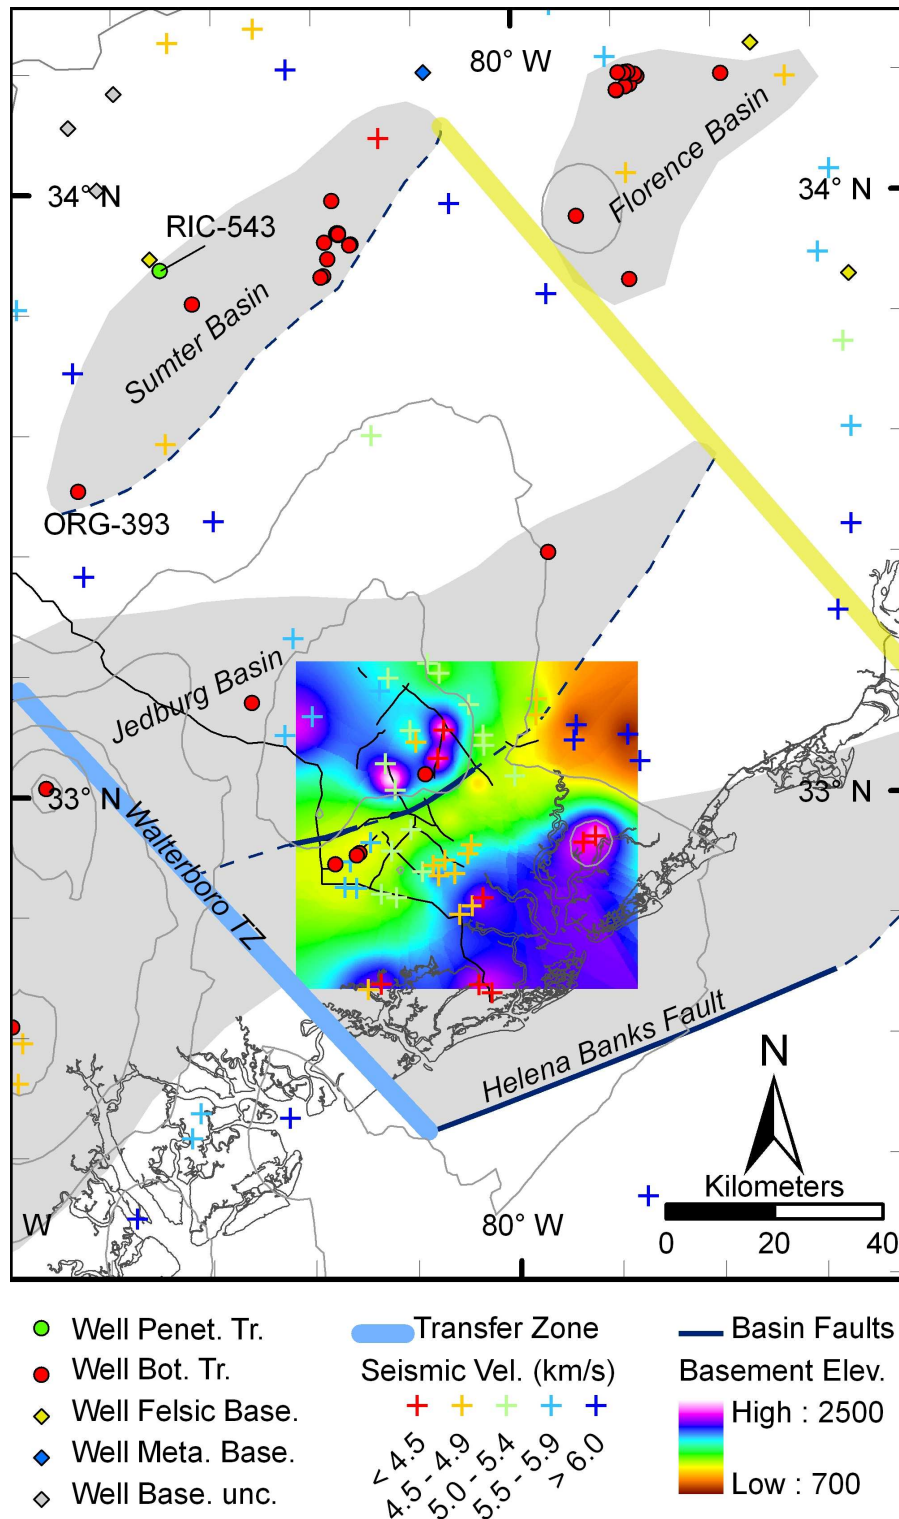 80° W
Florence Basin
34° N
34° N
RIC-543
Sumter Basin
ORG-393
Jedburg Basin
33° N
33° N
Walterboro TZ
Helena Banks Fault
N
Kilometers
0 20 40
W
80° W
Well Penet. Tr.
Well Bot. Tr.
Well Felsic Base.
Well Meta. Base.
Well Base. unc.
Transfer Zone
Seismic Vel. (km/s)
< 4.5
4.5 - 4.9
5.0 - 5.4
5.5 - 5.9
> 6.0
Basin Faults
Basement Elev.
High : 2500
Low : 700